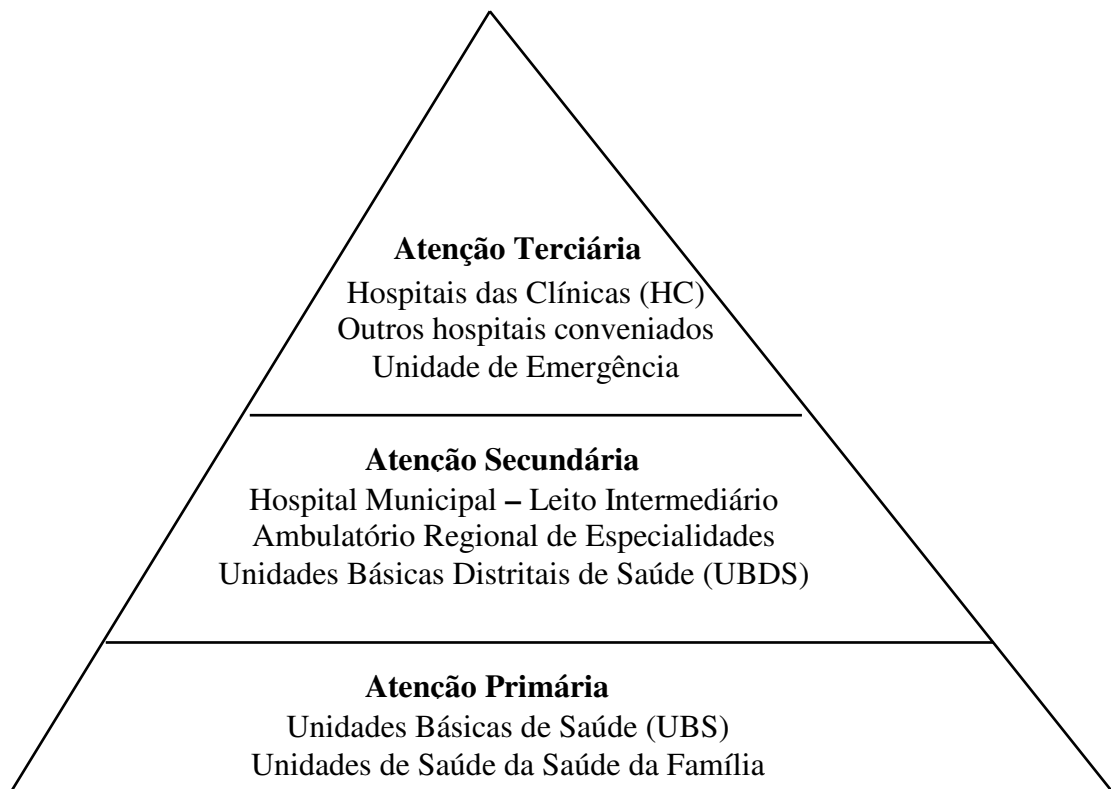 Atenção Terciária
Hospitais das Clínicas (HC)
Outros hospitais conveniados
Unidade de Emergência
Atenção Secundária
Hospital Municipal – Leito Intermediário
Ambulatório Regional de Especialidades
Unidades Básicas Distritais de Saúde (UBDS)
Atenção Primária
Unidades Básicas de Saúde (UBS)
Unidades de Saúde da Saúde da Família